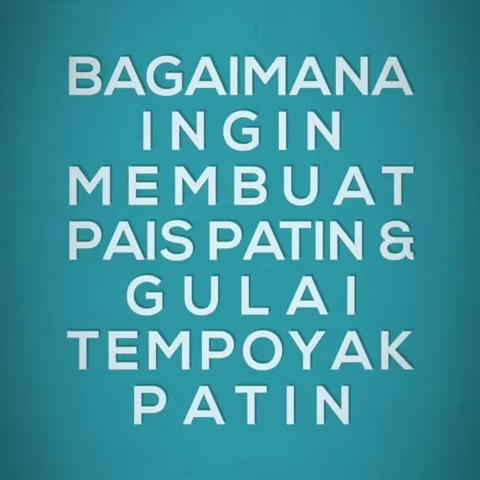 BAGAIMANA
INGIN
MEMBUAT
PAIS PATIN &
GULAI
TEMPOYAK
PATIN